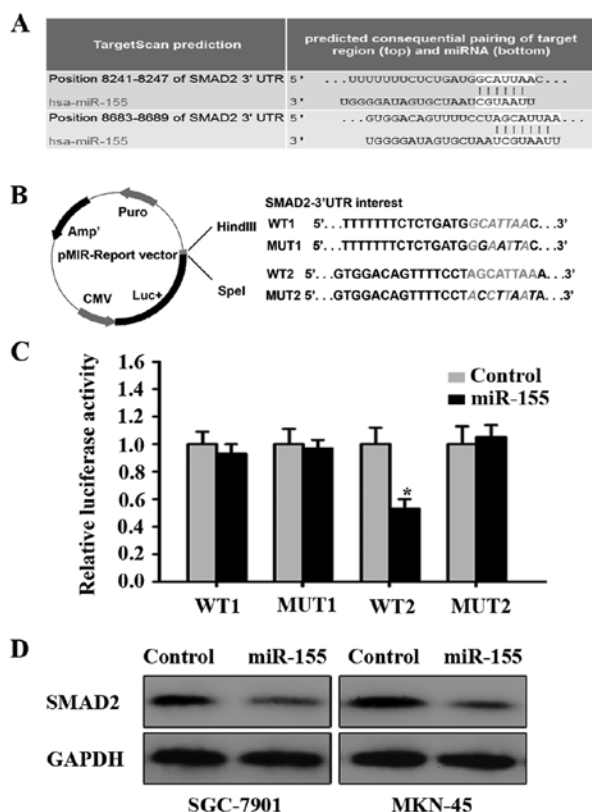 A
TargetScan prediction
predicted consequential pairing of target region (top) and miRNA (bottom)
Position 8241-8247 of SMAD2 3' UTR 5' ...UUUUUUUCUCUGAUGGCAUUAAC...
hsa-miR-155 3' UGGGGAUAGUGCUAAUCGUAAUU
Position 8683-8689 of SMAD2 3' UTR 5' ...GUGGACAGUUUUCCUAGCAUUAA...
hsa-miR-155 3' UGGGGAUAGUGCUAAUCGUAAUU
B
Puro
Amp'
pMIR-Report vector
CMV
Luc+
HindIII
SpeI
SMAD2-3'UTR interest
WT1 5'...TTTTTTTCTCTGATGGCATTAAC...3'
MUT1 5'...TTTTTTTCTCTGATGGGAATTAC...3'
WT2 5'...GTGGACAGTTTTCCTAGCATTAAA...3'
MUT2 5'...GTGGACAGTTTTCCTACCTTAATA...3'
C
Relative luciferase activity
1.6
1.4
1.2
1.0
0.8
0.6
0.4
0.2
0.0
Control
miR-155
*
WT1 MUT1 WT2 MUT2
D
Control miR-155 Control miR-155
SMAD2
GAPDH
SGC-7901 MKN-45